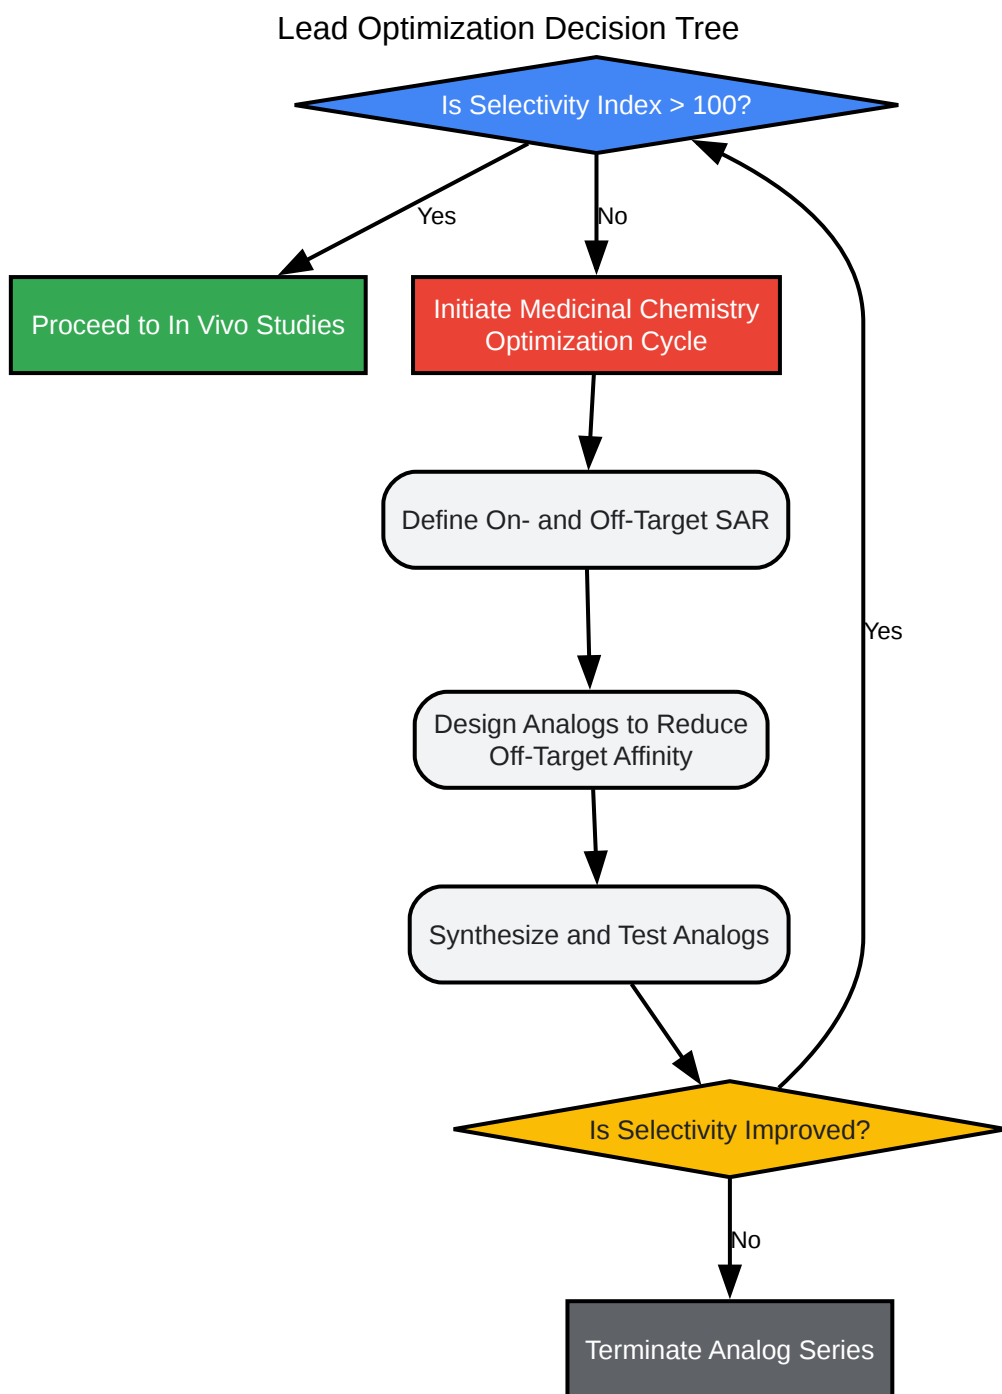 Lead Optimization Decision Tree
Is Selectivity Index > 100?
Yes
No
Proceed to In Vivo Studies
Initiate Medicinal Chemistry
Optimization Cycle
Define On- and Off-Target SAR
Yes
Design Analogs to Reduce
Off-Target Affinity
Synthesize and Test Analogs
Is Selectivity Improved?
No
Terminate Analog Series